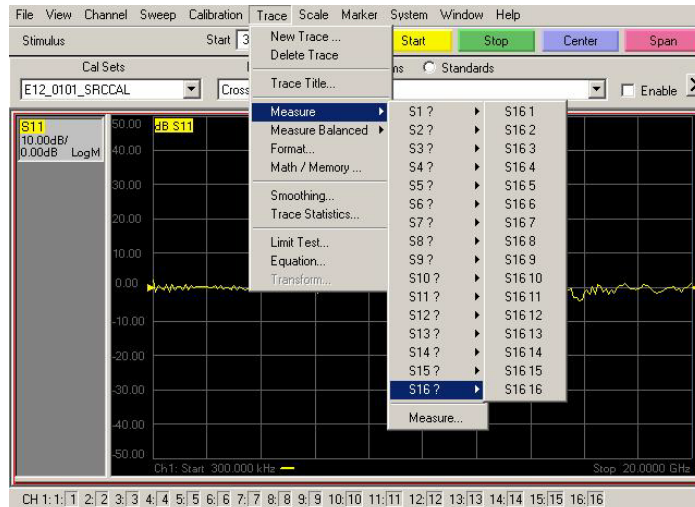 File View Channel Sweep Calibration Trace Scale Marker System Window Help
Stimulus Start 3 Start Stop Center Span
Cal Sets ns Standards
E12_0101_SRCCAL Cross Enable
New Trace ...
Delete Trace
Trace Title...
Measure
Measure Balanced
Format...
Math / Memory ...
Smoothing...
Trace Statistics...
Limit Test...
Equation...
Transform...
S1 ?
S2 ?
S3 ?
S4 ?
S5 ?
S6 ?
S7 ?
S8 ?
S9 ?
S10 ?
S11 ?
S12 ?
S13 ?
S14 ?
S15 ?
S16 ?
Measure...
S16 1
S16 2
S16 3
S16 4
S16 5
S16 6
S16 7
S16 8
S16 9
S16 10
S16 11
S16 12
S16 13
S16 14
S16 15
S16 16
S11
10.00dB/
0.00dB LogM
dB S11
50.00
40.00
30.00
20.00
10.00
0.00
-10.00
-20.00
-30.00
-40.00
-50.00
Ch1: Start 300.000 kHz Stop 20.0000 GHz
CH 1: 1: 1 2: 2 3: 3 4: 4 5: 5 6: 6 7: 7 8: 8 9: 9 10: 10 11: 11 12: 12 13: 13 14: 14 15: 15 16: 16